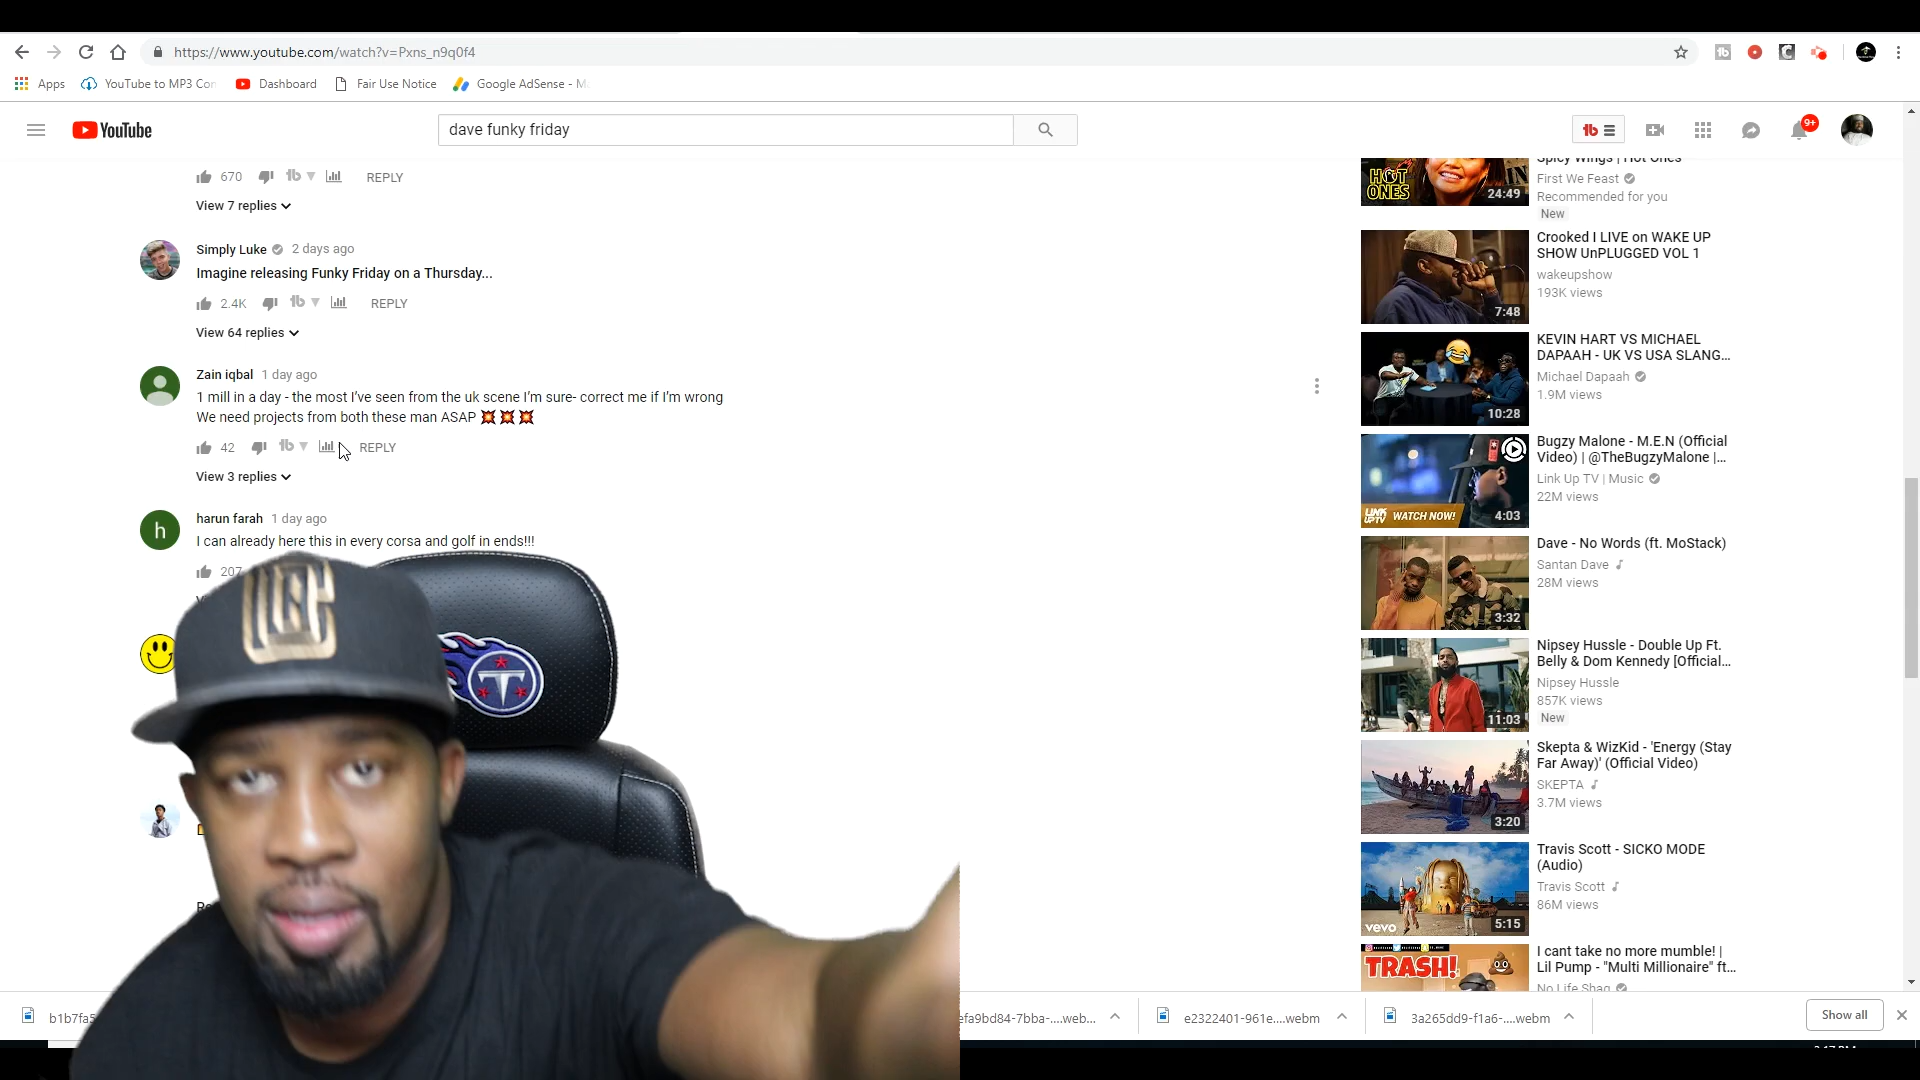 https://www.youtube.com/watch?v=Pxns_n9q0f4
Apps
YouTube to MP3 Con
Dashboard
Fair Use Notice
Google AdSense - M
YouTube
dave funky friday
9+
670
REPLY
View 7 replies
Simply Luke 2 days ago
Imagine releasing Funky Friday on a Thursday...
2.4K
REPLY
View 64 replies
Zain iqbal 1 day ago
1 mill in a day - the most I've seen from the uk scene I'm sure- correct me if I'm wrong
We need projects from both these man ASAP 💥💥💥
42
REPLY
View 3 replies
h
harun farah 1 day ago
I can already here this in every corsa and golf in ends!!!
207
Spicy Wings | Hot Ones
HOT ONES
24:49
First We Feast
Recommended for you
New
7:48
Crooked I LIVE on WAKE UP
SHOW UnPLUGGED VOL 1
wakeupshow
193K views
10:28
KEVIN HART VS MICHAEL
DAPAAH - UK VS USA SLANG...
Michael Dapaah
1.9M views
LINK UPTV WATCH NOW!
4:03
Bugzy Malone - M.E.N (Official
Video) | @TheBugzyMalone |...
Link Up TV | Music
22M views
3:32
Dave - No Words (ft. MoStack)
Santan Dave
28M views
11:03
Nipsey Hussle - Double Up Ft.
Belly & Dom Kennedy [Official...
Nipsey Hussle
857K views
New
3:20
Skepta & WizKid - 'Energy (Stay
Far Away)' (Official Video)
SKEPTA
3.7M views
vevo
5:15
Travis Scott - SICKO MODE
(Audio)
Travis Scott
86M views
TRASH!
I cant take no more mumble! |
Lil Pump - "Multi Millionaire" ft...
No Life Shaq
b1b7fa5
efa9bd84-7bba-....web...
e2322401-961e....webm
3a265dd9-f1a6-....webm
Show all